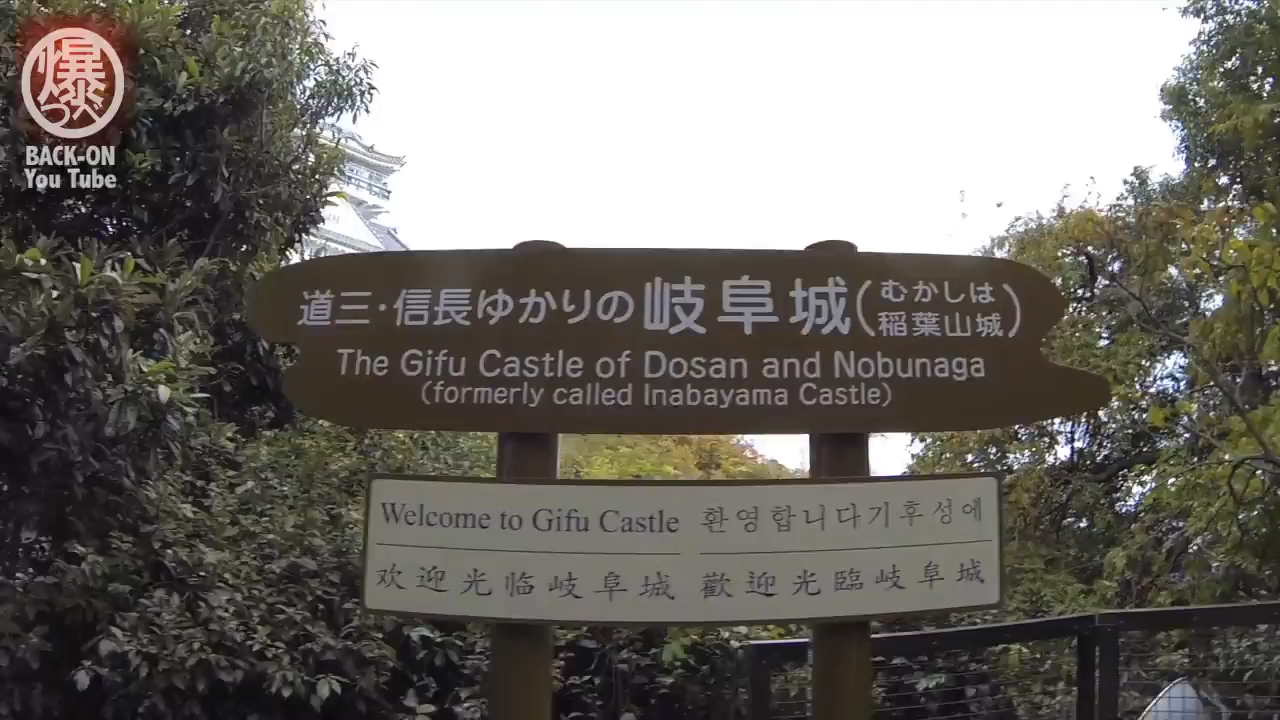 爆
つべ
BACK-ON
You Tube
道三・信長ゆかりの岐阜城(むかしは稲葉山城)
The Gifu Castle of Dosan and Nobunaga
(formerly called Inabayama Castle)
Welcome to Gifu Castle
환영합니다기후성에
欢迎光临岐阜城
歡迎光臨岐阜城